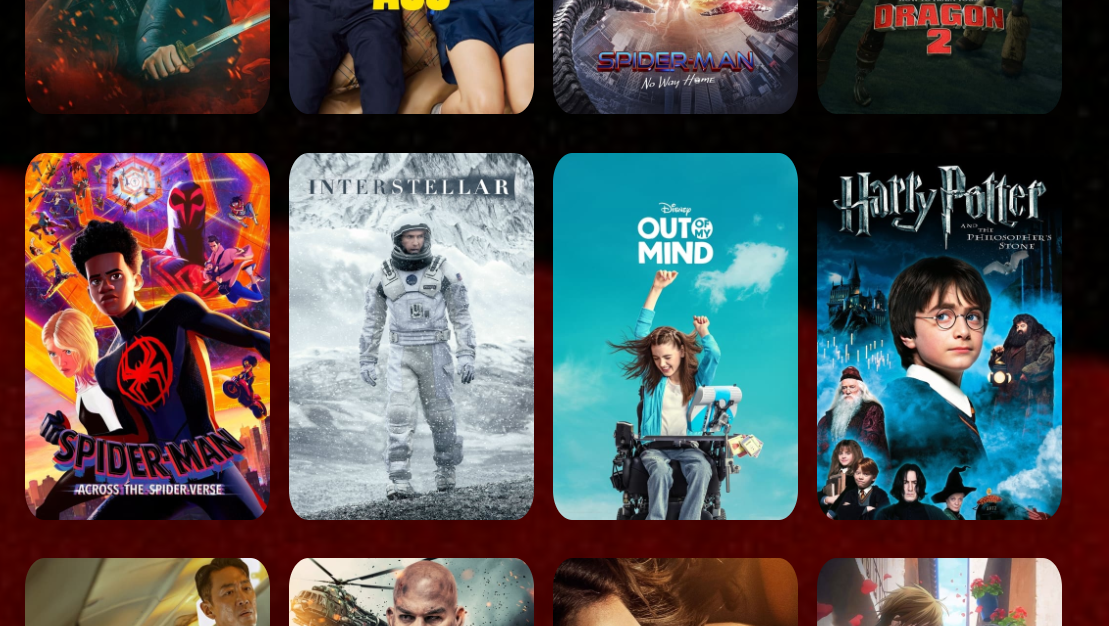 DRAGON
2
SPIDER-MAN
No Way Home
SPIDER-MAN
ACROSS THE SPIDER-VERSE
INTERSTELLAR
Disney
OUT OF MY
MIND
Harry Potter
AND THE
PHILOSOPHER'S
STONE